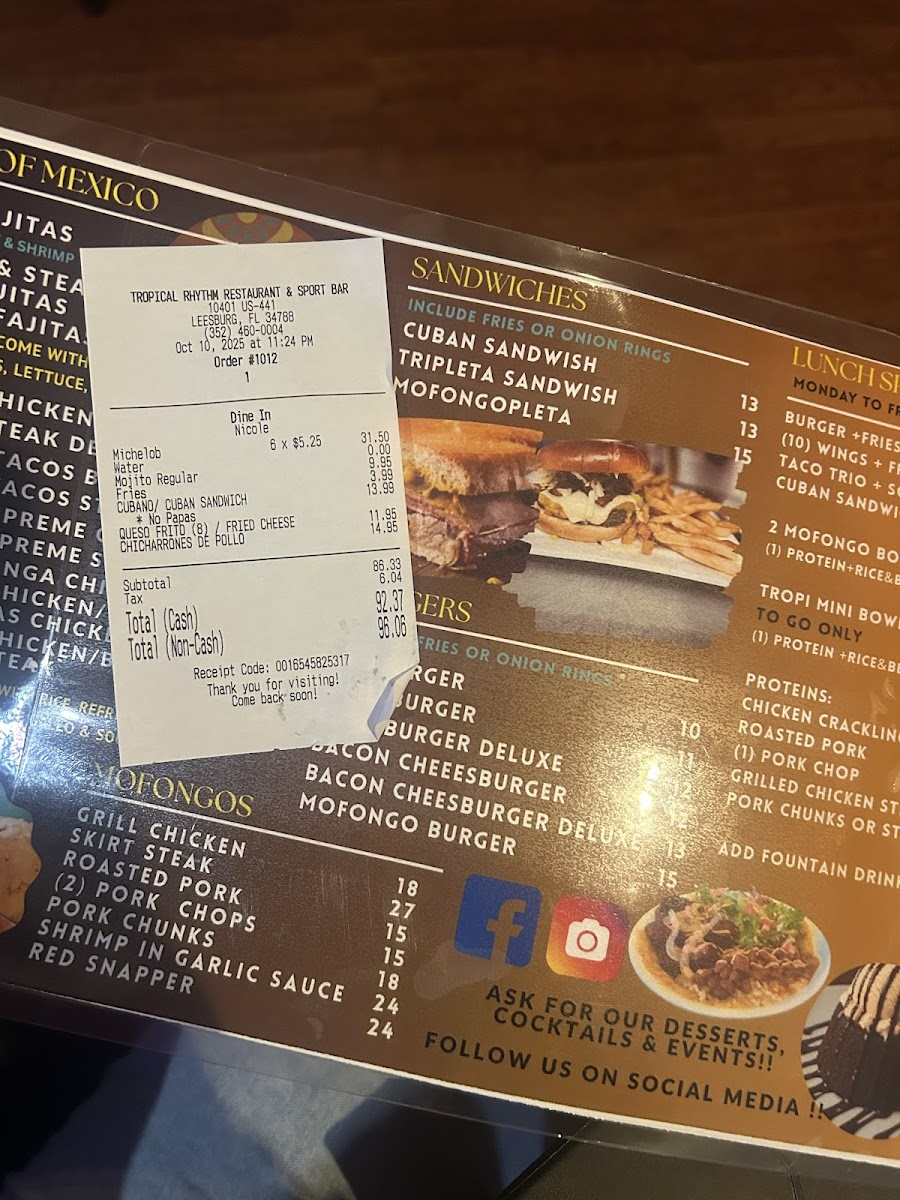 OF MEXICO
JITAS
& SHRIMP
& STEA
JITAS
FAJITA
COME WITH
S, LETTUCE,
HICKEN
TEAK DE
TACOS B
ACOS ST
PREME
PREME S
NGA CHI
HICKEN/
AS CHICK
HICKEN/B
TEA
RICE, REFR
EO & SOU
TROPICAL RHYTHM RESTAURANT & SPORT BAR
10401 US-441
LEESBURG, FL 34788
(352) 460-0004
Oct 10, 2025 at 11:24 PM
Order #1012
1
Dine In
Nicole
Michelob 6 x $5.25 31.50
Water 0.00
Mojito Regular 9.95
Fries 3.99
CUBANO/ CUBAN SANDWICH 13.99
* No Papas
QUESO FRITO (8) / FRIED CHEESE 11.95
CHICHARRONES DE POLLO 14.95
Subtotal 86.33
Tax 6.04
Total (Cash) 92.37
Total (Non-Cash) 96.06
Receipt Code: 0016545825317
Thank you for visiting!
Come back soon!
MOFONGOS
GRILL CHICKEN 18
SKIRT STEAK 27
ROASTED PORK 15
(2) PORK CHOPS 15
PORK CHUNKS 18
SHRIMP IN GARLIC SAUCE 24
RED SNAPPER 24
SANDWICHES
INCLUDE FRIES OR ONION RINGS
CUBAN SANDWISH 13
TRIPLETA SANDWISH 13
MOFONGOPLETA 15
GERS
FRIES OR ONION RINGS
RGER 10
BURGER 11
BURGER DELUXE 12
BACON CHEEESBURGER 12
BACON CHEESBURGER DELUXE 13
MOFONGO BURGER 15
ASK FOR OUR DESSERTS,
COCKTAILS & EVENTS!!
FOLLOW US ON SOCIAL MEDIA !!
LUNCH SP
MONDAY TO FR
BURGER +FRIES
(10) WINGS + FR
TACO TRIO + SO
CUBAN SANDWI
2 MOFONGO BO
(1) PROTEIN+RICE&B
TROPI MINI BOW
TO GO ONLY
(1) PROTEIN +RICE&BE
PROTEINS:
CHICKEN CRACKLIN
ROASTED PORK
(1) PORK CHOP
GRILLED CHICKEN ST
PORK CHUNKS OR ST
ADD FOUNTAIN DRIN